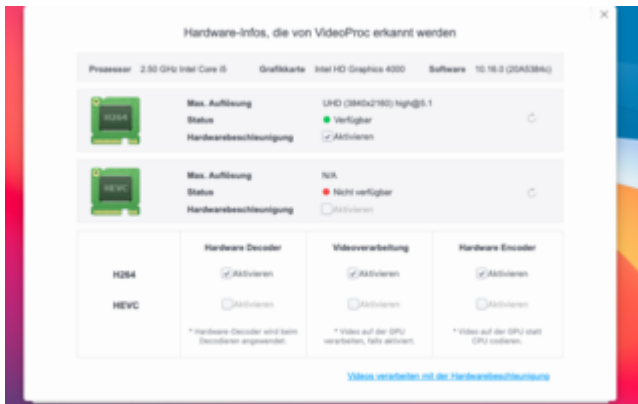 Hardware-Infos, die von VideoProc erkannt werden
Prozessor 2.50 GHz Intel Core i5 Grafikkarte Intel HD Graphics 4000 Software 10.16.0 (20A5384c)
H264
Max. Auflösung UHD (3840x2160) high@5.1
Status Verfügbar
Hardwarebeschleunigung Aktivieren
HEVC
Max. Auflösung N/A
Status Nicht verfügbar
Hardwarebeschleunigung Aktivieren
Hardware Decoder Videoverarbeitung Hardware Encoder
H264 Aktivieren Aktivieren Aktivieren
HEVC Aktivieren Aktivieren Aktivieren
* Hardware-Decoder wird beim * Video auf der GPU * Video auf der GPU statt
Decodieren angewendet. verarbeiten, falls aktiviert. CPU codieren.
Videos verarbeiten mit der Hardwarebeschleunigung